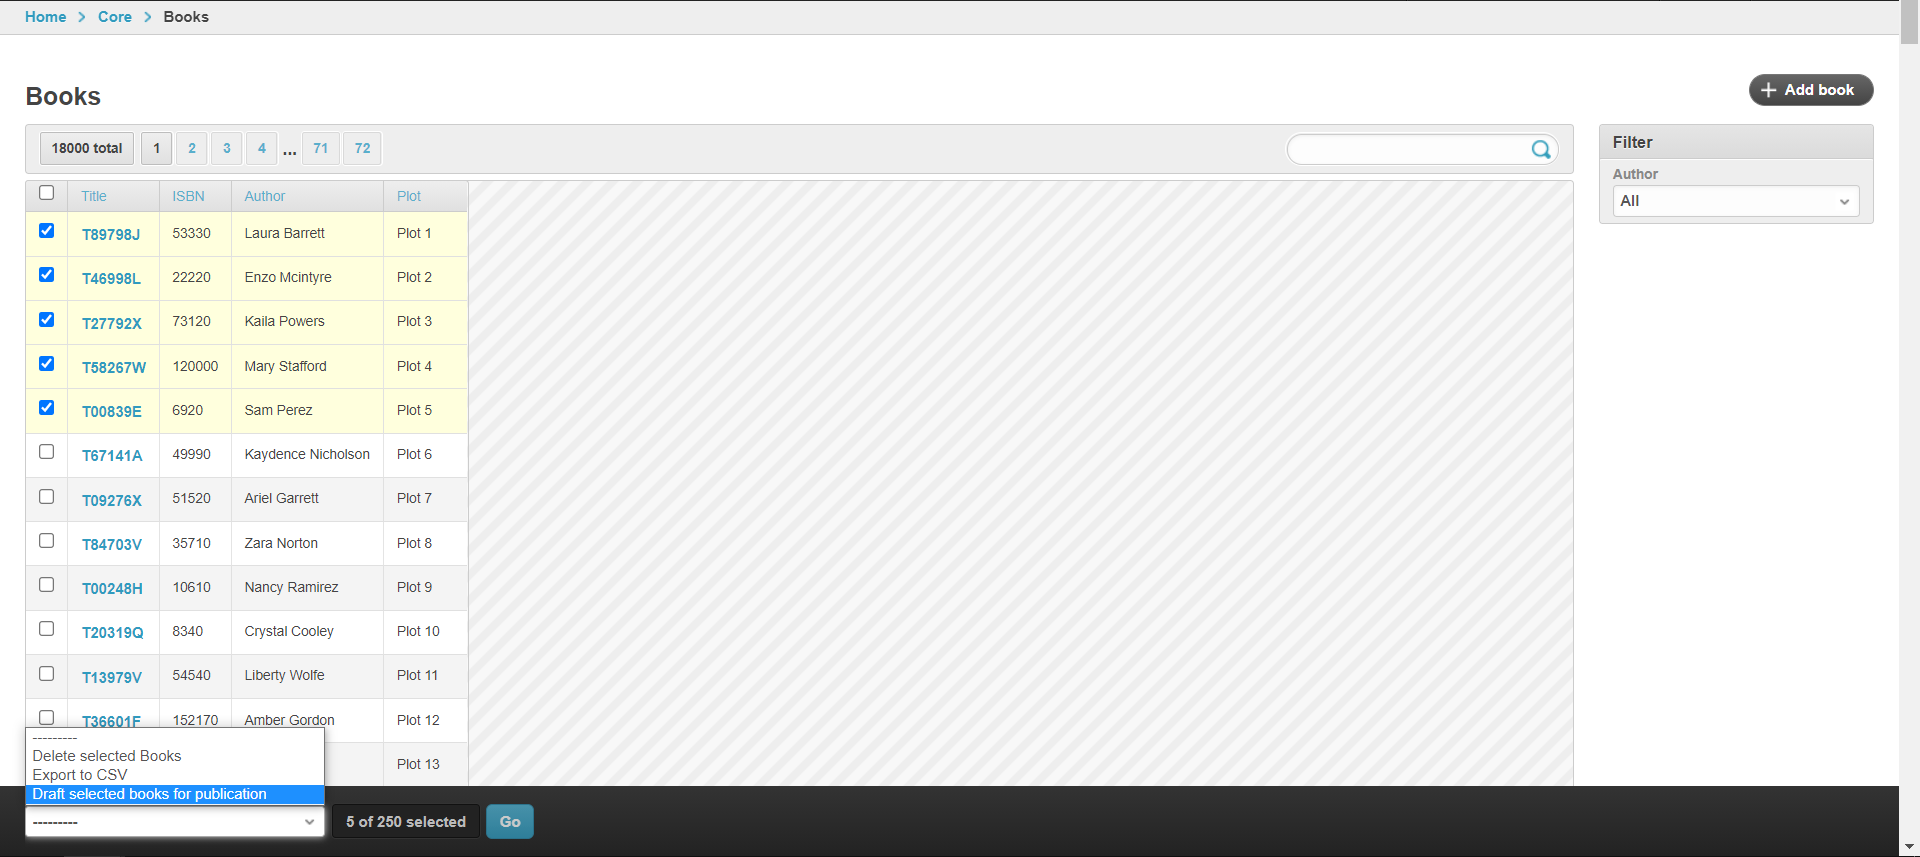 Home > Core > Books
Books
+ Add book
18000 total 1 2 3 4 ... 71 72
Filter
Author
All
Title ISBN Author Plot
T89798J 53330 Laura Barrett Plot 1
T46998L 22220 Enzo Mcintyre Plot 2
T27792X 73120 Kaila Powers Plot 3
T58267W 120000 Mary Stafford Plot 4
T00839E 6920 Sam Perez Plot 5
T67141A 49990 Kaydence Nicholson Plot 6
T09276X 51520 Ariel Garrett Plot 7
T84703V 35710 Zara Norton Plot 8
T00248H 10610 Nancy Ramirez Plot 9
T20319Q 8340 Crystal Cooley Plot 10
T13979V 54540 Liberty Wolfe Plot 11
T36601F 152170 Amber Gordon Plot 12
Plot 13
---------
Delete selected Books
Export to CSV
Draft selected books for publication
--------- 5 of 250 selected Go